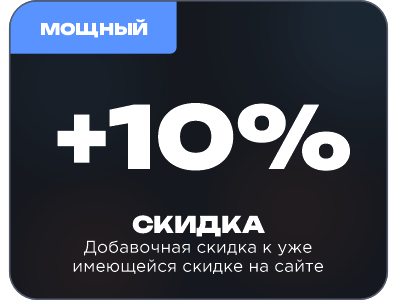 МОЩНЫЙ
+10%
СКИДКА
Добавочная скидка к уже
имеющейся скидке на сайте